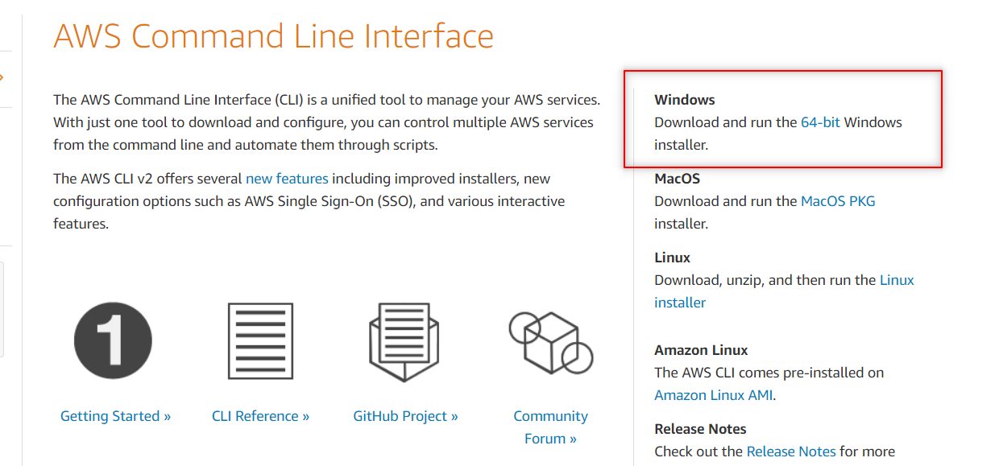 AWS Command Line Interface
The AWS Command Line Interface (CLI) is a unified tool to manage your AWS services.
With just one tool to download and configure, you can control multiple AWS services
from the command line and automate them through scripts.
The AWS CLI v2 offers several new features including improved installers, new
configuration options such as AWS Single Sign-On (SSO), and various interactive
features.
1
Getting Started »
CLI Reference »
GitHub Project »
Community
Forum »
Windows
Download and run the 64-bit Windows
installer.
MacOS
Download and run the MacOS PKG
installer.
Linux
Download, unzip, and then run the Linux
installer
Amazon Linux
The AWS CLI comes pre-installed on
Amazon Linux AMI.
Release Notes
Check out the Release Notes for more